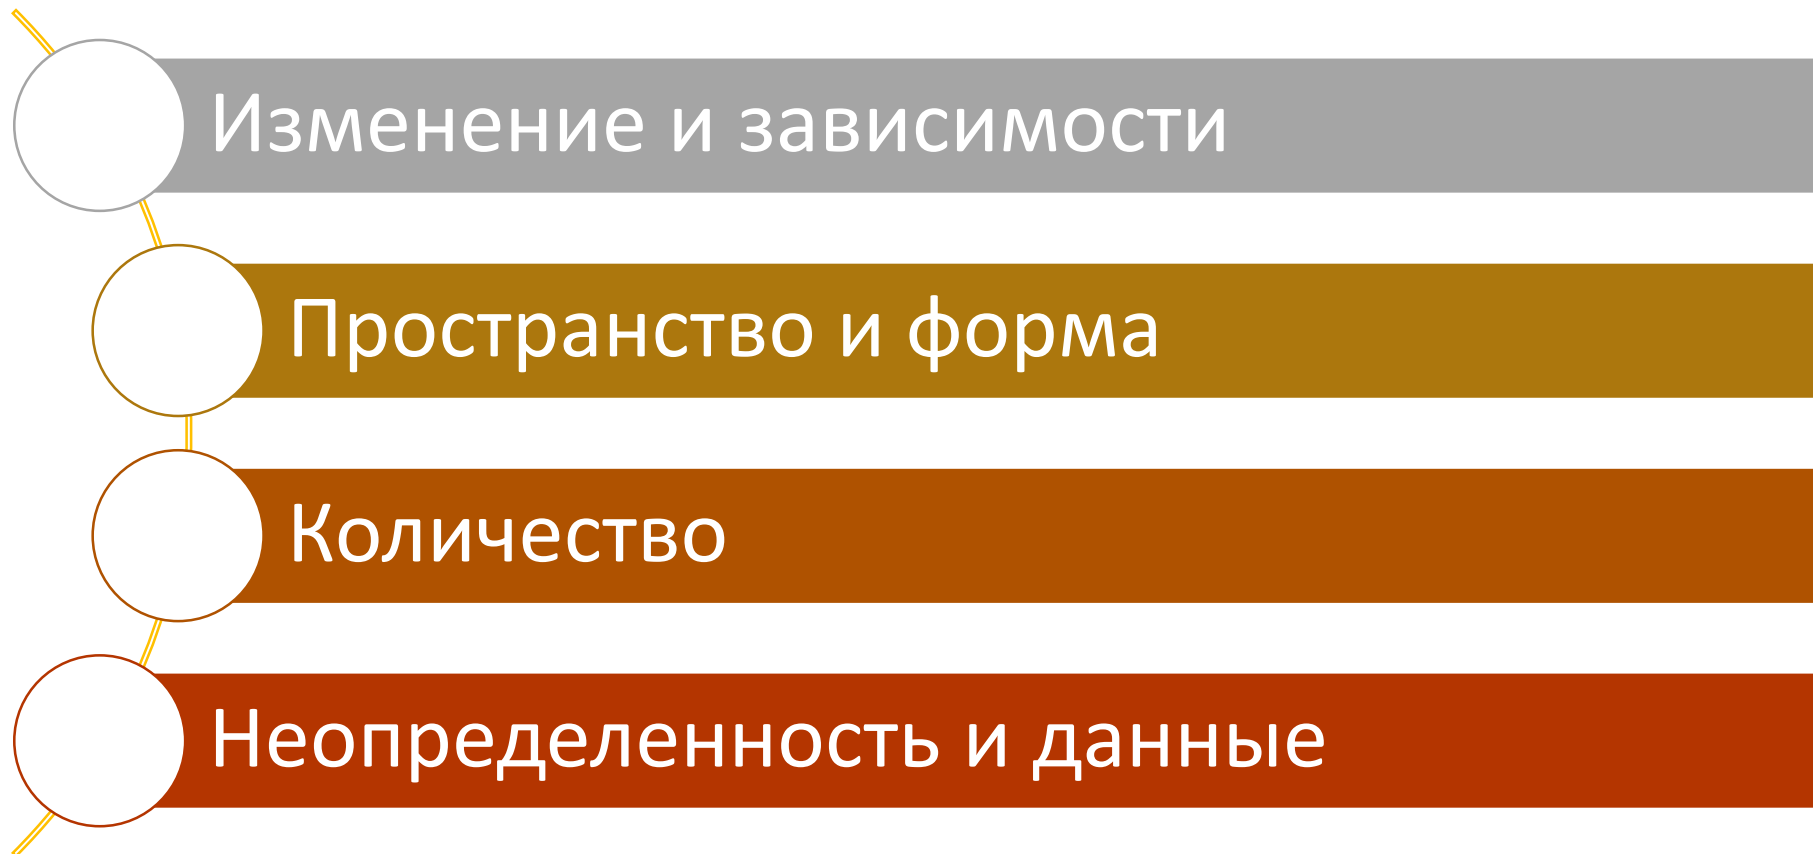 Изменение и зависимости
Пространство и форма
Количество
Неопределенность и данные